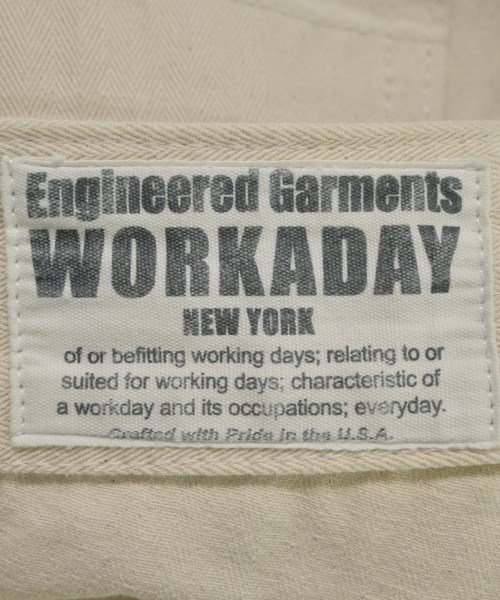 Engineered Garments
WORKADAY
NEW YORK
of or befitting working days; relating to or
suited for working days; characteristic of
a workday and its occupations; everyday.
Crafted with Pride in the U.S.A.